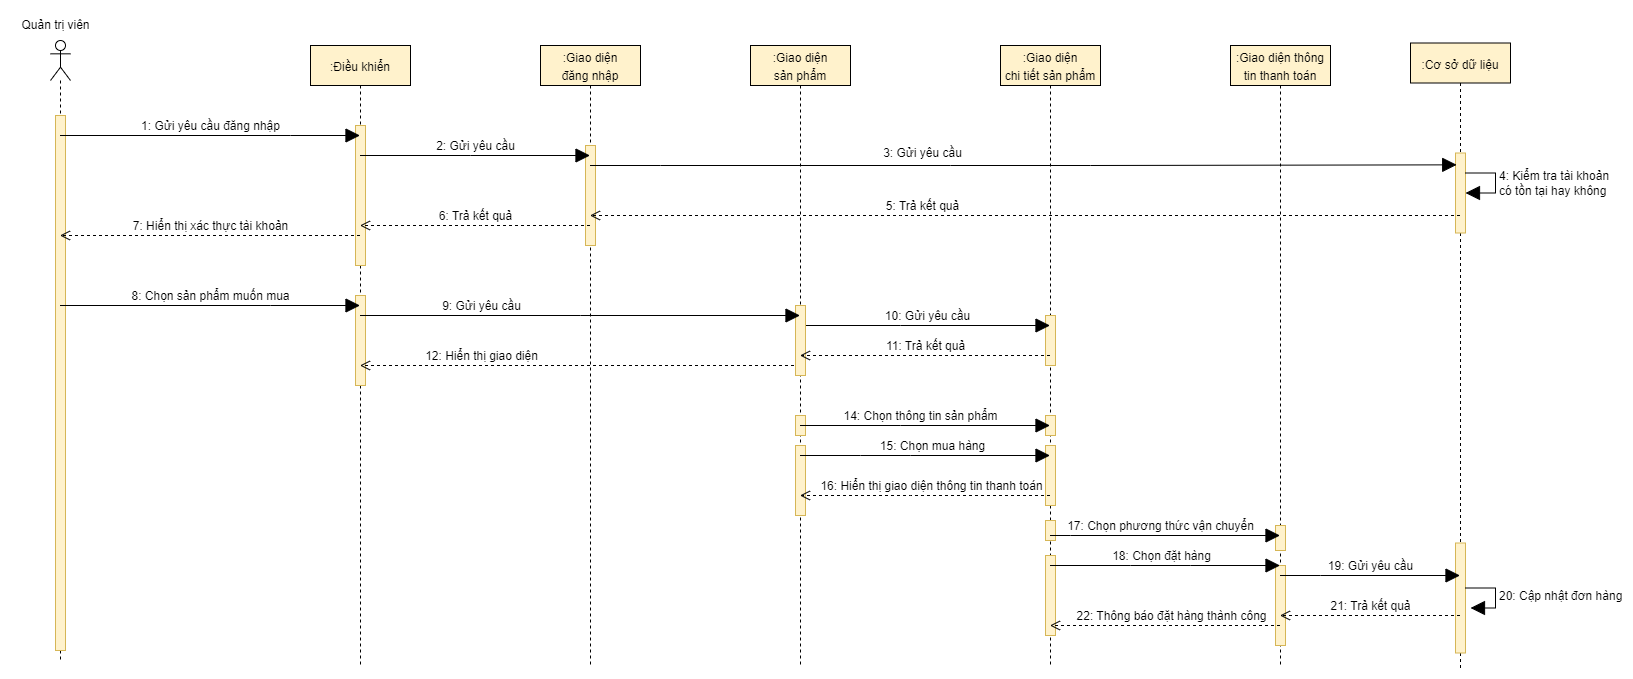 Quản trị viên
:Điều khiển
:Giao diện
đăng nhập
:Giao diện
sản phẩm
:Giao diện
chi tiết sản phẩm
:Giao diện thông
tin thanh toán
:Cơ sở dữ liệu
1: Gửi yêu cầu đăng nhập
2: Gửi yêu cầu
3: Gửi yêu cầu
4: Kiểm tra tài khoản
có tồn tại hay không
5: Trả kết quả
6: Trả kết quả
7: Hiển thị xác thực tài khoản
8: Chọn sản phẩm muốn mua
9: Gửi yêu cầu
10: Gửi yêu cầu
11: Trả kết quả
12: Hiển thị giao diện
14: Chọn thông tin sản phẩm
15: Chọn mua hàng
16: Hiển thị giao diện thông tin thanh toán
17: Chọn phương thức vận chuyển
18: Chọn đặt hàng
19: Gửi yêu cầu
20: Cập nhật đơn hàng
21: Trả kết quả
22: Thông báo đặt hàng thành công